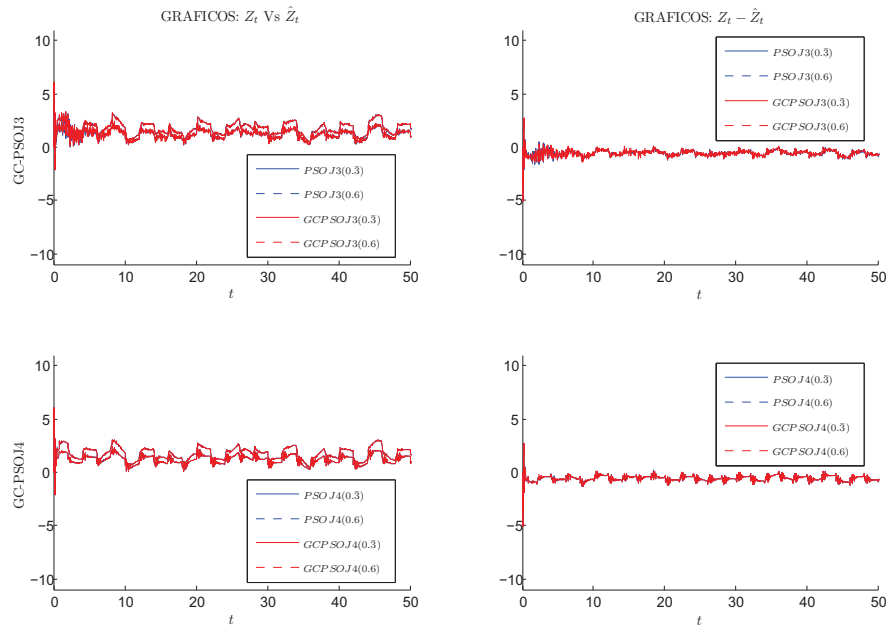 GRAFICOS: $Z_t$ Vs $\hat{Z}_t$
10
5
0
−5
−10
GC-PSOJ3
PSOJ3(0.3̄)
PSOJ3(0.6)
GCPSOJ3(0.3̄)
GCPSOJ3(0.6)
0 10 20 30 40 50
t
GRAFICOS: $Z_t - \hat{Z}_t$
10
5
0
−5
−10
PSOJ3(0.3̄)
PSOJ3(0.6)
GCPSOJ3(0.3̄)
GCPSOJ3(0.6)
0 10 20 30 40 50
t
10
5
0
−5
−10
GC-PSOJ4
PSOJ4(0.3̄)
PSOJ4(0.6)
GCPSOJ4(0.3̄)
GCPSOJ4(0.6)
0 10 20 30 40 50
t
10
5
0
−5
−10
PSOJ4(0.3̄)
PSOJ4(0.6)
GCPSOJ4(0.3̄)
GCPSOJ4(0.6)
0 10 20 30 40 50
t